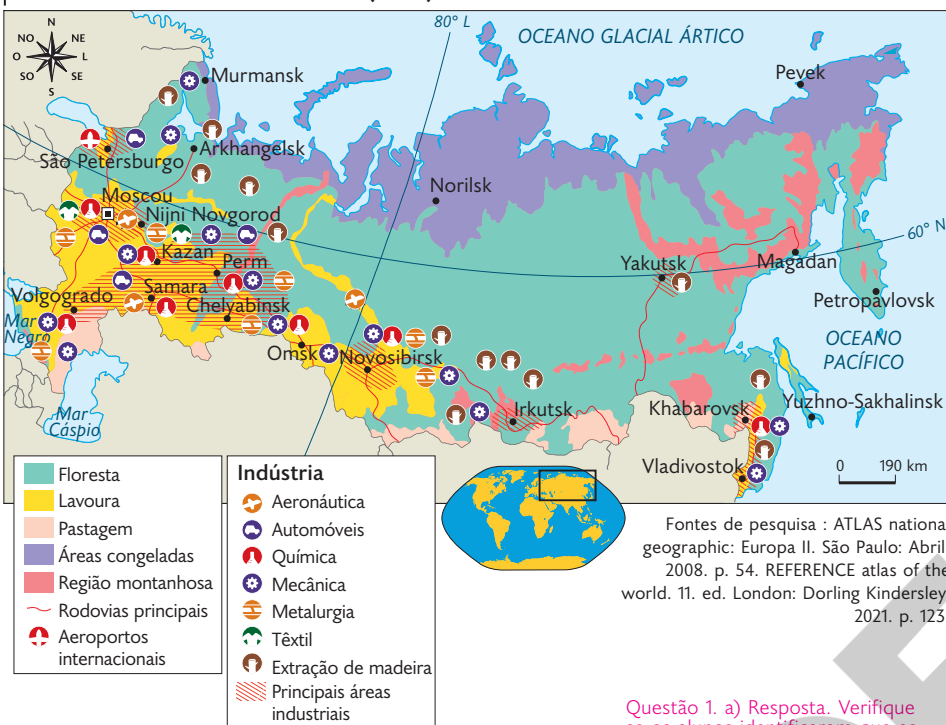 N
NO
NE
O
L
SO
SE
S
80° L
OCEANO GLACIAL ÁRTICO
Murmansk
Pevek
São Petersburgo
Arkhangelsk
Moscou
Norilsk
Nijni Novgorod
60° N
Kazan
Perm
Yakutsk
Magadan
Samara
Volgogrado
Chelyabinsk
Petropávlovsk
Mar
Negro
OCEANO
PACÍFICO
Omsk
Novosibirsk
Mar
Cáspio
Irkutsk
Khabarovsk
Yuzhno-Sakhalinsk
Vladivostok
0 190 km
Floresta
Lavoura
Pastagem
Áreas congeladas
Região montanhosa
Rodovias principais
Aeroportos
internacionais
Indústria
Aeronáutica
Automóveis
Química
Mecânica
Metalurgia
Têxtil
Extração de madeira
Principais áreas
industriais
Fontes de pesquisa : ATLAS nationa
geographic: Europa II. São Paulo: Abril
2008. p. 54. REFERENCE atlas of the
world. 11. ed. London: Dorling Kindersley
2021. p. 123
Questão 1. a) Resposta. Verifique